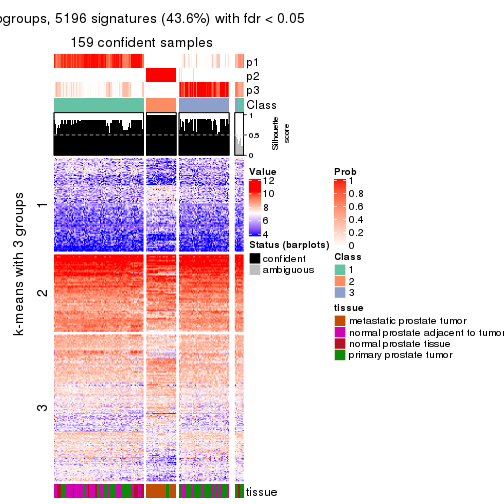 ogroups, 5196 signatures (43.6%) with fdr < 0.05
159 confident samples
p1
p2
p3
Class
1
0.5
0
Silhouette
score
k-means with 3 groups
1
2
3
Value
12
10
8
6
4
Status (barplots)
confident
ambiguous
Prob
1
0.8
0.6
0.4
0.2
0
Class
1
2
3
tissue
metastatic prostate tumor
normal prostate adjacent to tumor
normal prostate tissue
primary prostate tumor
tissue